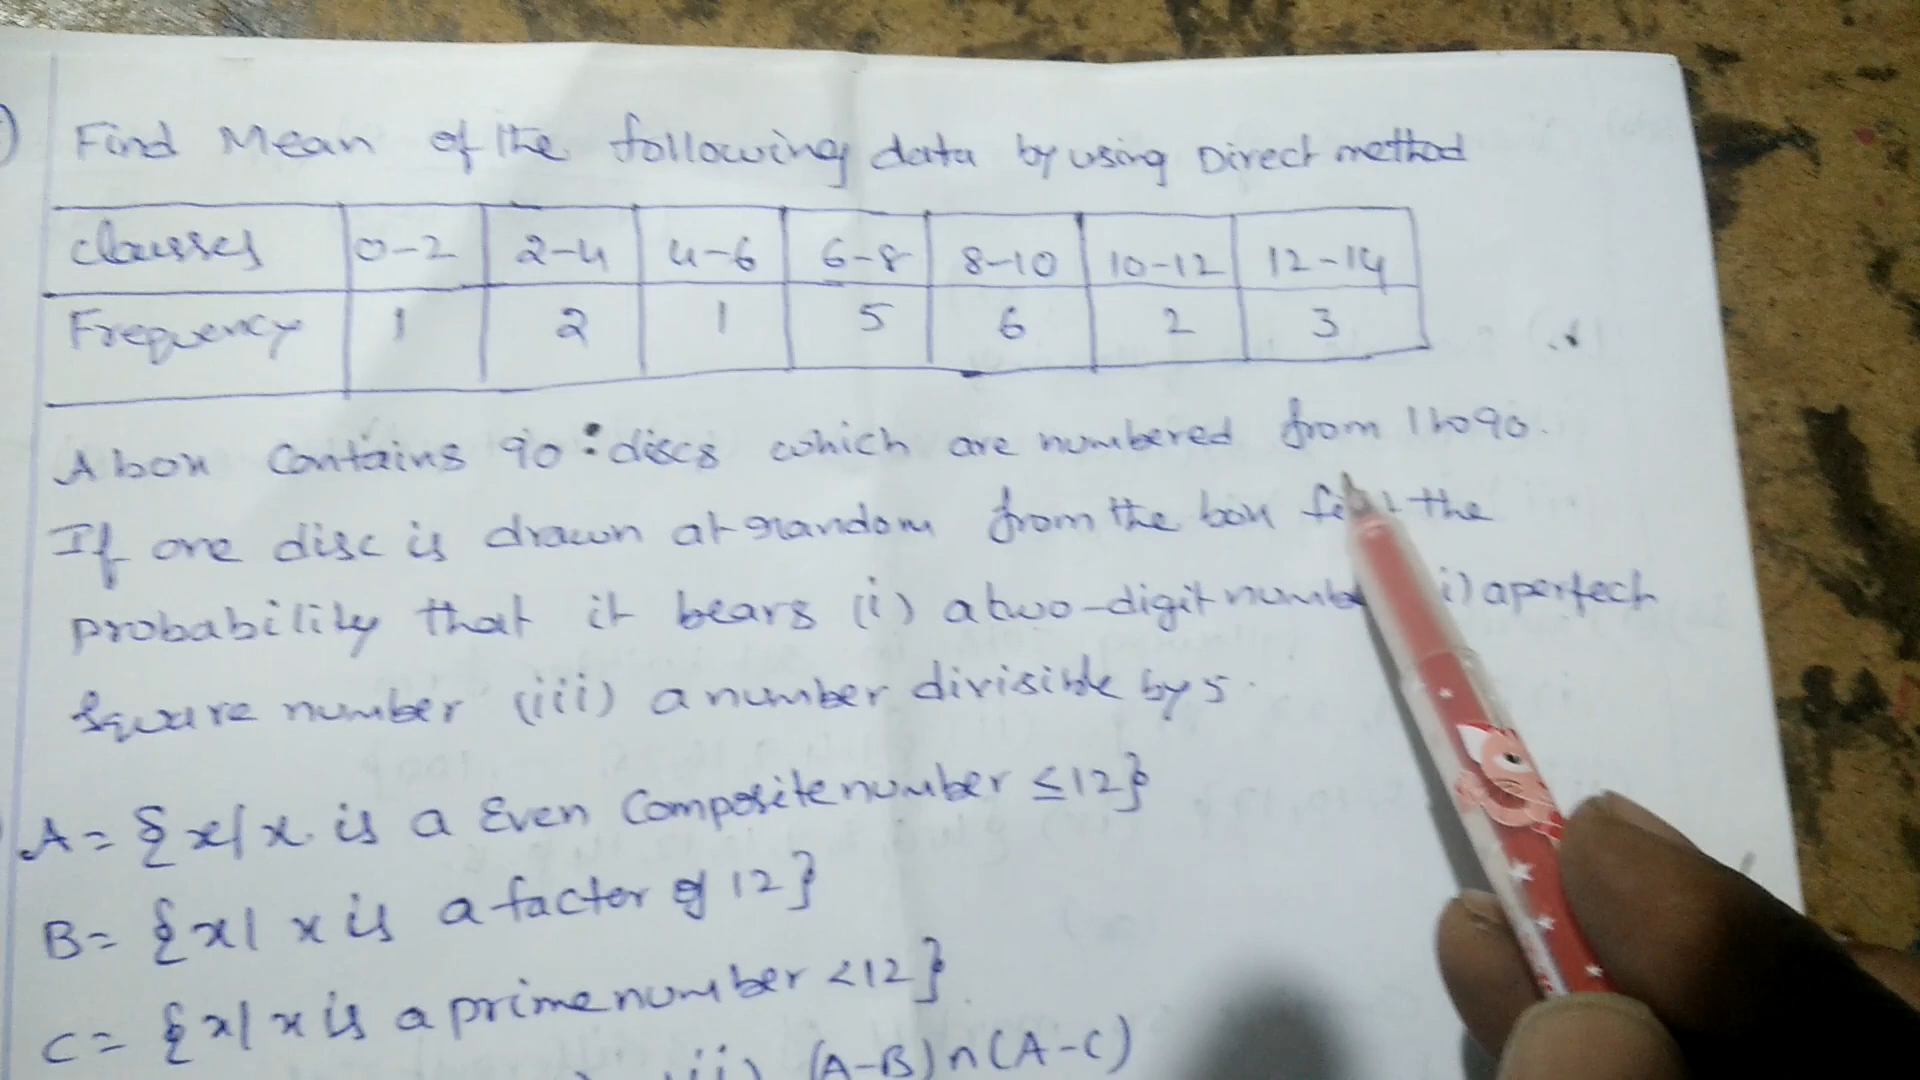 Find Mean of the following data by using Direct method
Classes 0-2 2-4 4-6 6-8 8-10 10-12 12-14
Frequency 1 2 1 5 6 2 3
A box Contains 90 discs which are numbered from 1 to 90.
If one disc is drawn at random from the box the
probability that it bears (i) a two-digit i) a perfect
Square number (iii) a number divisible by 5.
A = {x/x is a Even Composite number ≤12}
B = {x| x is a factor of 12}
C = {x| x is a prime number <12}
ii) (A-B)∩(A-C)